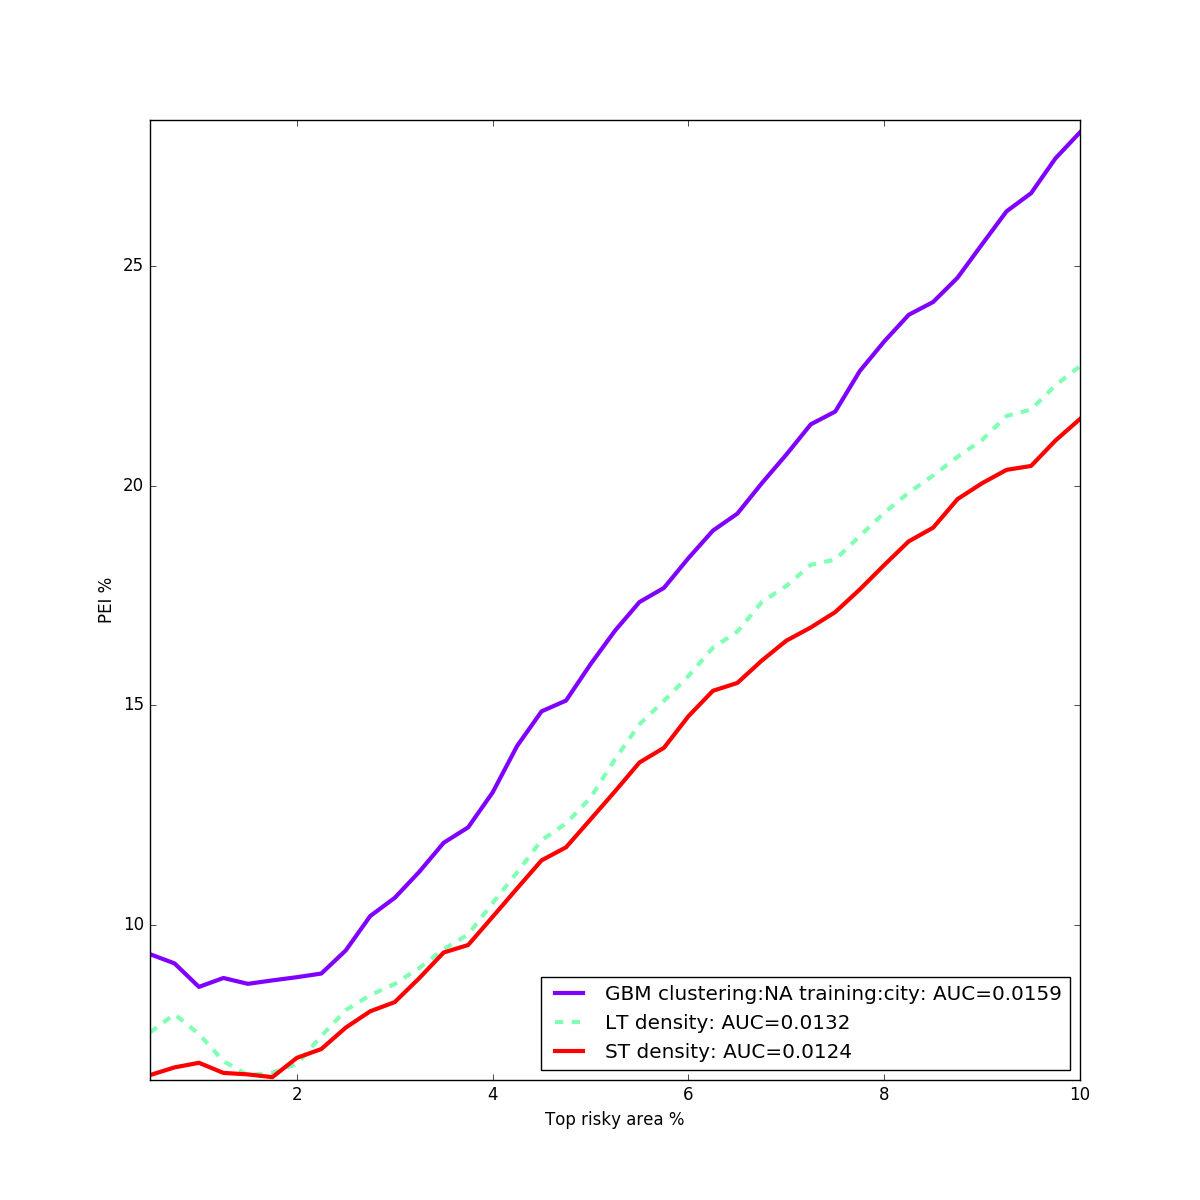 25
20
15
10
PEI %
GBM clustering:NA training:city: AUC=0.0159
LT density: AUC=0.0132
ST density: AUC=0.0124
2 4 6 8 10
Top risky area %